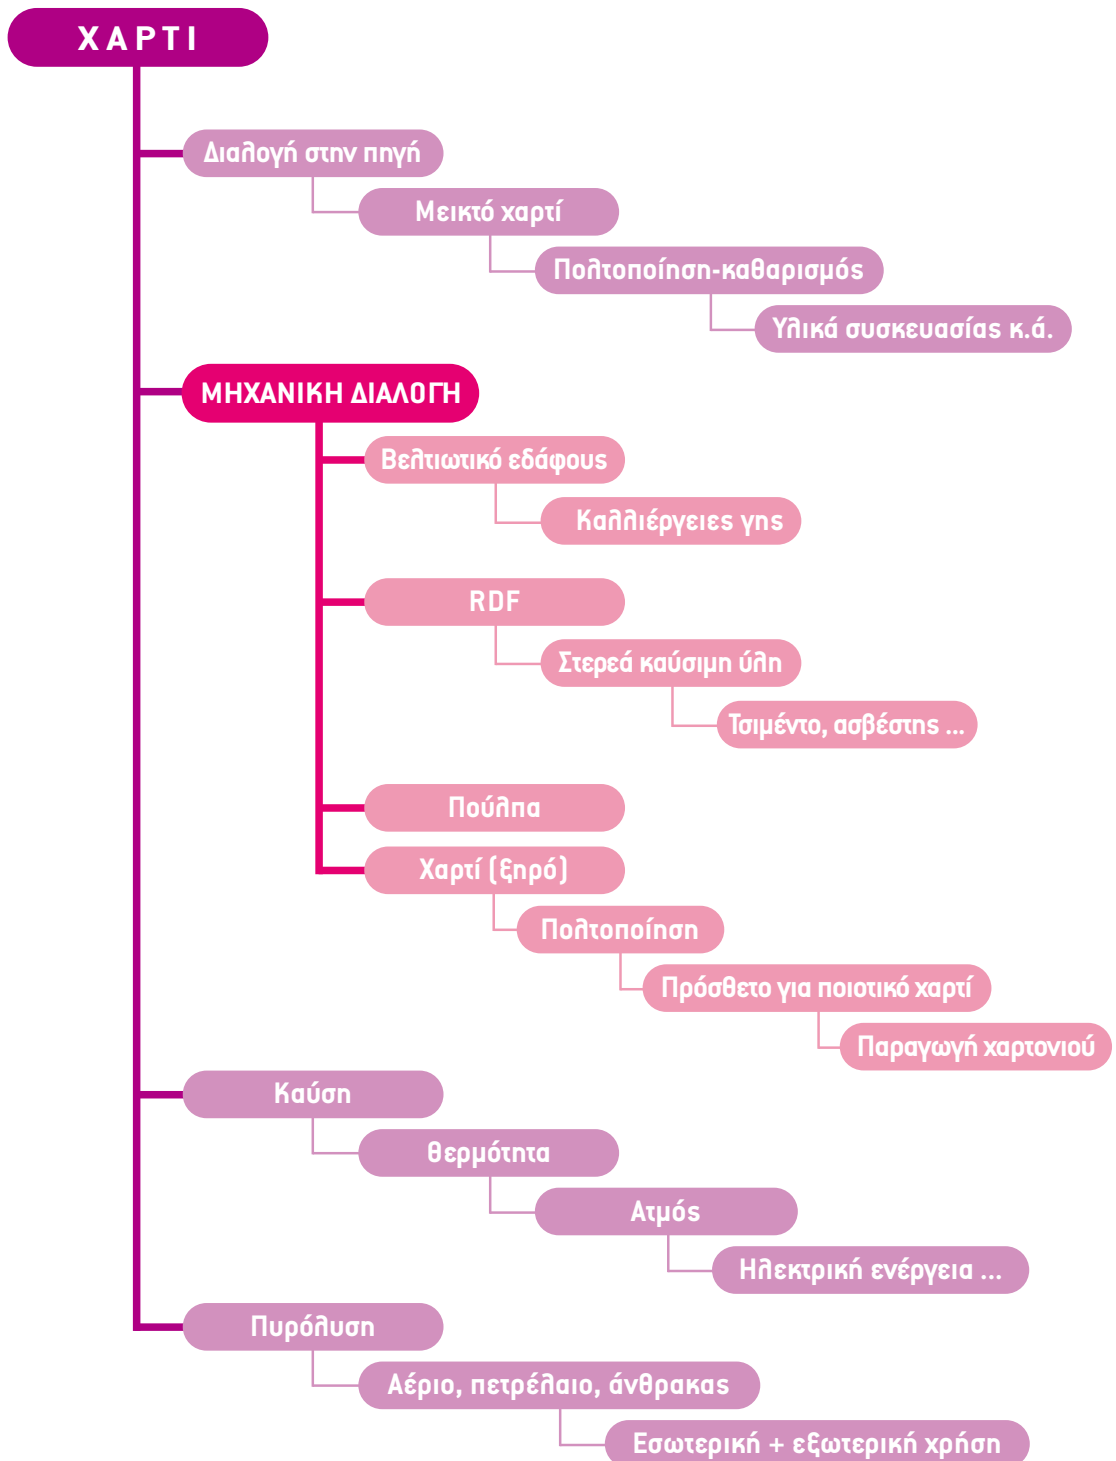 ΧΑΡΤΙ
Διαλογή στην πηγή
Μεικτό χαρτί
Πολτοποίηση-καθαρισμός
Υλικά συσκευασίας κ.ά.
ΜΗΧΑΝΙΚΗ ΔΙΑΛΟΓΗ
Βελτιωτικό εδάφους
Καλλιέργειες γης
RDF
Στερεά καύσιμη ύλη
Τσιμέντο, ασβέστης ...
Πούλπα
Χαρτί (ξηρό)
Πολτοποίηση
Πρόσθετο για ποιοτικό χαρτί
Παραγωγή χαρτονιού
Καύση
Θερμότητα
Ατμός
Ηλεκτρική ενέργεια ...
Πυρόλυση
Αέριο, πετρέλαιο, άνθρακας
Εσωτερική + εξωτερική χρήση